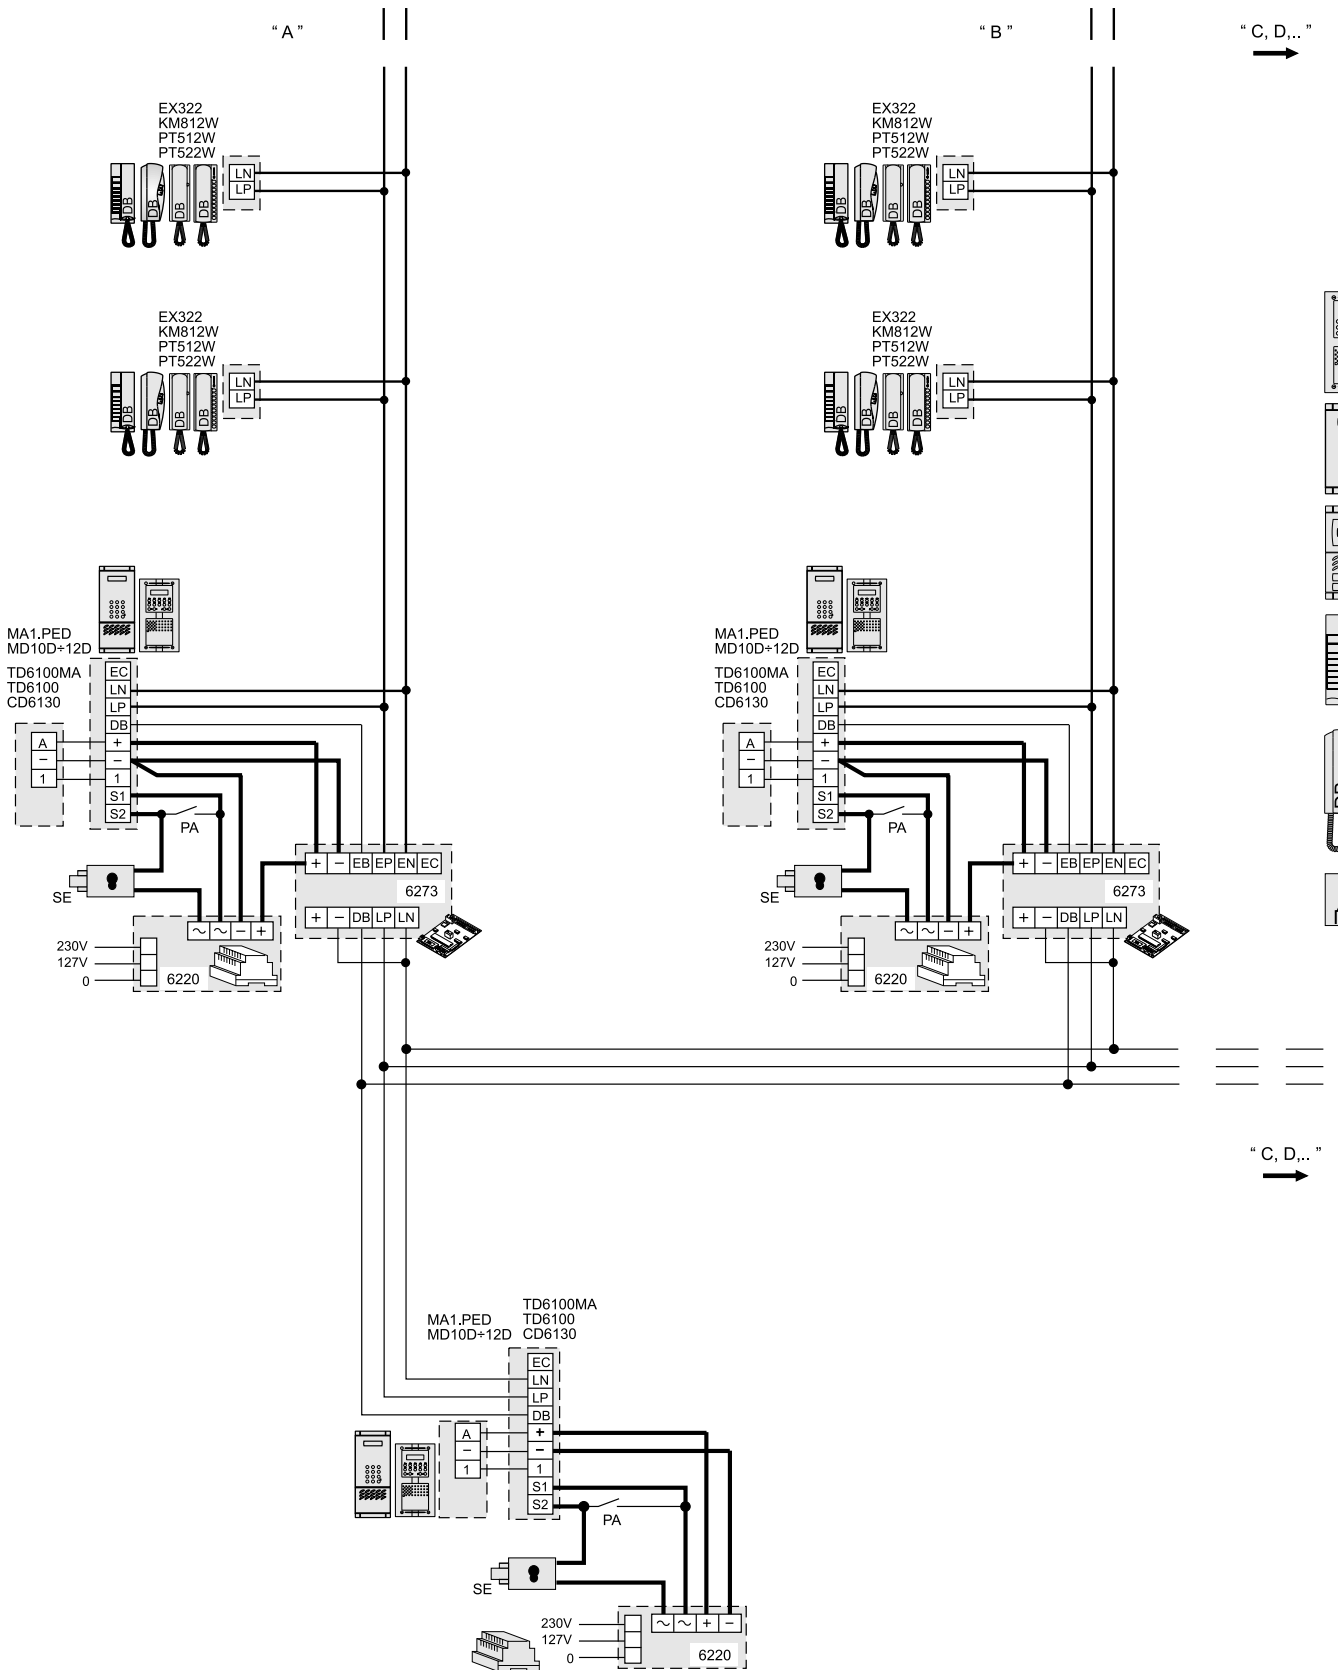 “ A ”
“ B ”
“ C, D,.. ”
EX322
KM812W
PT512W
PT522W
LN
LP
DB DB DB DB
EX322
KM812W
PT512W
PT522W
LN
LP
DB DB DB DB
EX322
KM812W
PT512W
PT522W
LN
LP
DB DB DB DB
EX322
KM812W
PT512W
PT522W
LN
LP
DB DB DB DB
MA1.PED
MD10D÷12D
TD6100MA
TD6100
CD6130
EC
LN
LP
DB
+
–
1
S1
S2
A
–
1
PA
SE
+ – EB EP EN EC
6273
+ – DB LP LN
~ ~ – +
230V
127V
0
6220
MA1.PED
MD10D÷12D
TD6100MA
TD6100
CD6130
EC
LN
LP
DB
+
–
1
S1
S2
A
–
1
PA
SE
+ – EB EP EN EC
6273
+ – DB LP LN
~ ~ – +
230V
127V
0
6220
“ C, D,.. ”
MA1.PED
MD10D÷12D
TD6100MA
TD6100
CD6130
EC
LN
LP
DB
+
–
1
S1
S2
A
–
1
PA
SE
~ ~ + –
230V
127V
0
6220